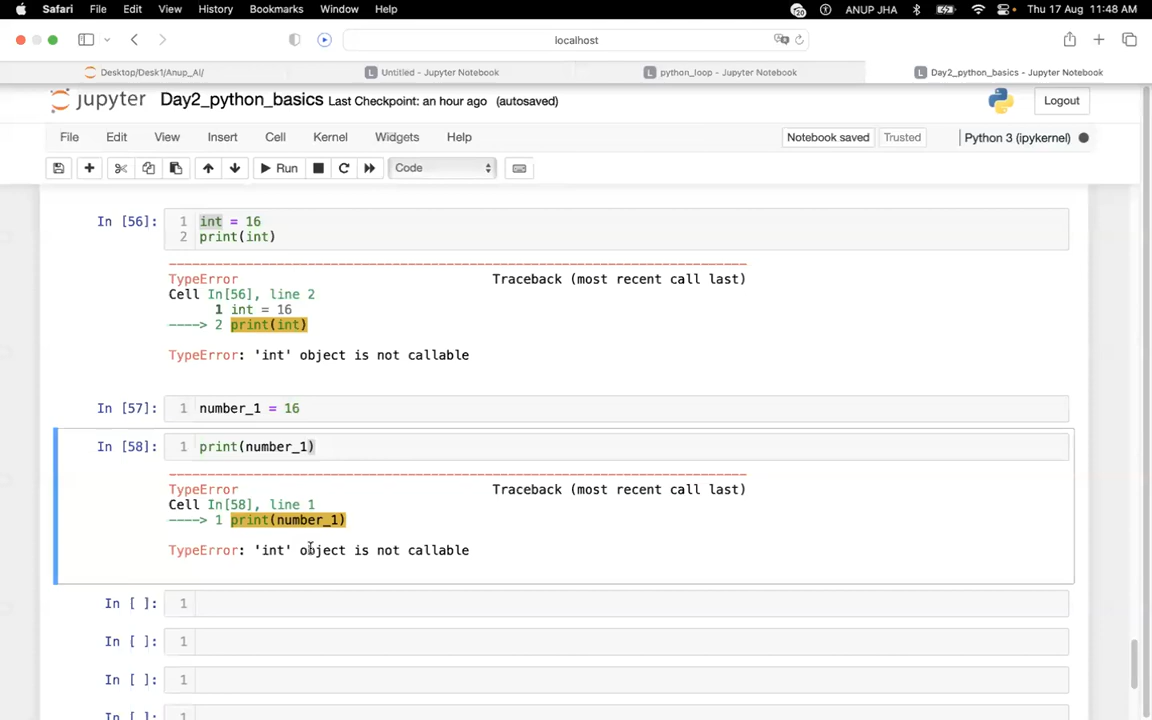 Safari File Edit View History Bookmarks Window Help 20 ANUP JHA Thu 17 Aug 11:48 AM
localhost
Desktop/Desk1/Anup_AI/ L Untitled - Jupyter Notebook L python_loop - Jupyter Notebook L Day2_python_basics - Jupyter Notebook
jupyter Day2_python_basics Last Checkpoint: an hour ago (autosaved) Logout
File Edit View Insert Cell Kernel Widgets Help Notebook saved Trusted Python 3 (ipykernel)
Run Code
In [56]: 1 int = 16
2 print(int)
TypeError Traceback (most recent call last)
Cell In[56], line 2
1 int = 16
----> 2 print(int)
TypeError: 'int' object is not callable
In [57]: 1 number_1 = 16
In [58]: 1 print(number_1)
TypeError Traceback (most recent call last)
Cell In[58], line 1
----> 1 print(number_1)
TypeError: 'int' object is not callable
In [ ]: 1
In [ ]: 1
In [ ]: 1
In [ ]: 1